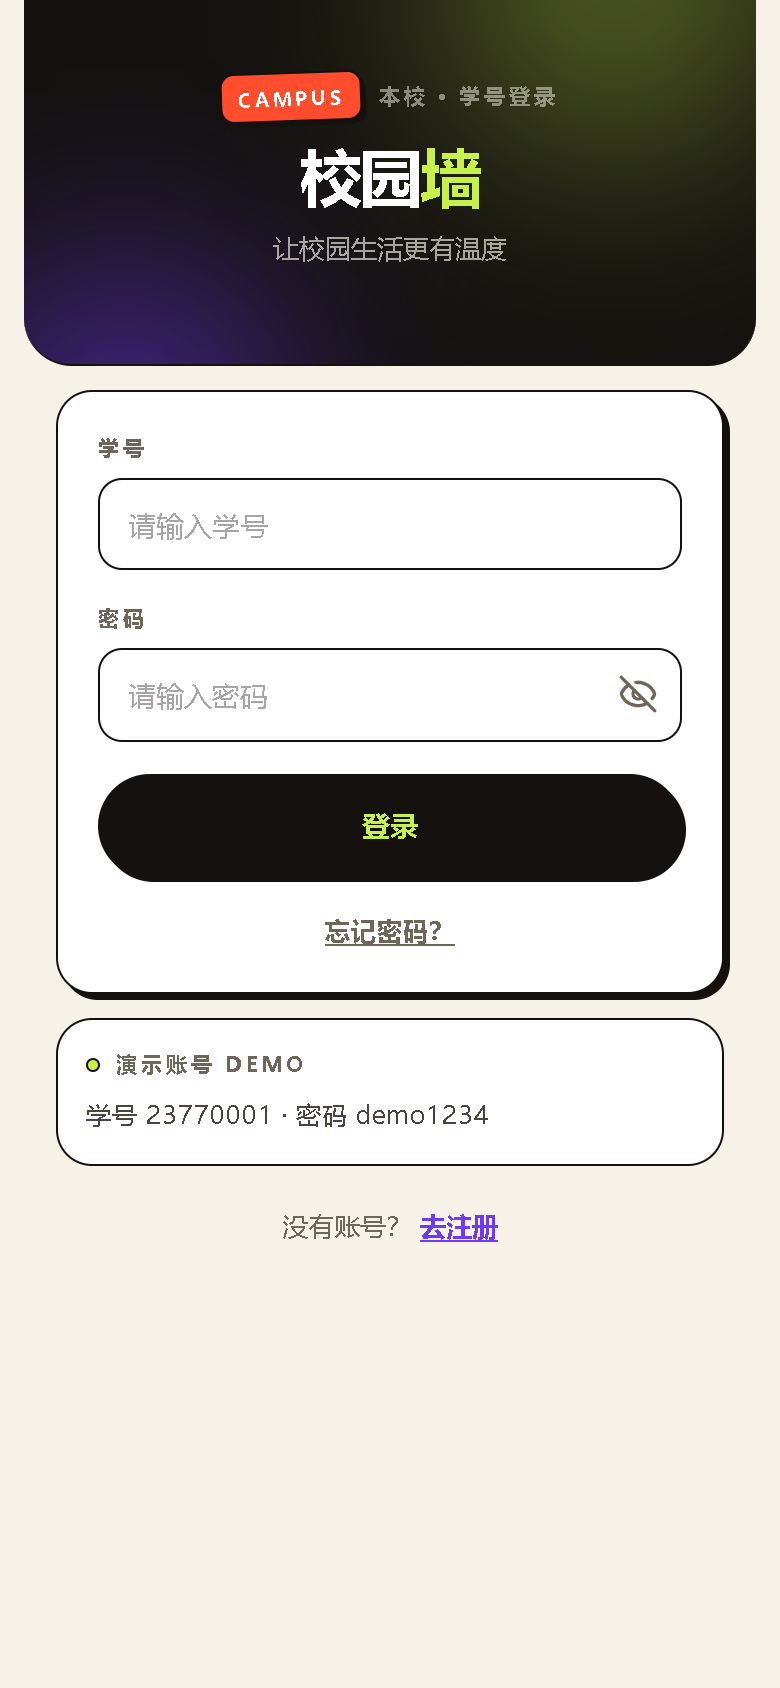 CAMPUS 本校 • 学号登录
校园墙
让校园生活更有温度
学号
请输入学号
密码
请输入密码
登录
忘记密码？
演示账号 DEMO
学号 23770001 · 密码 demo1234
没有账号？ 去注册